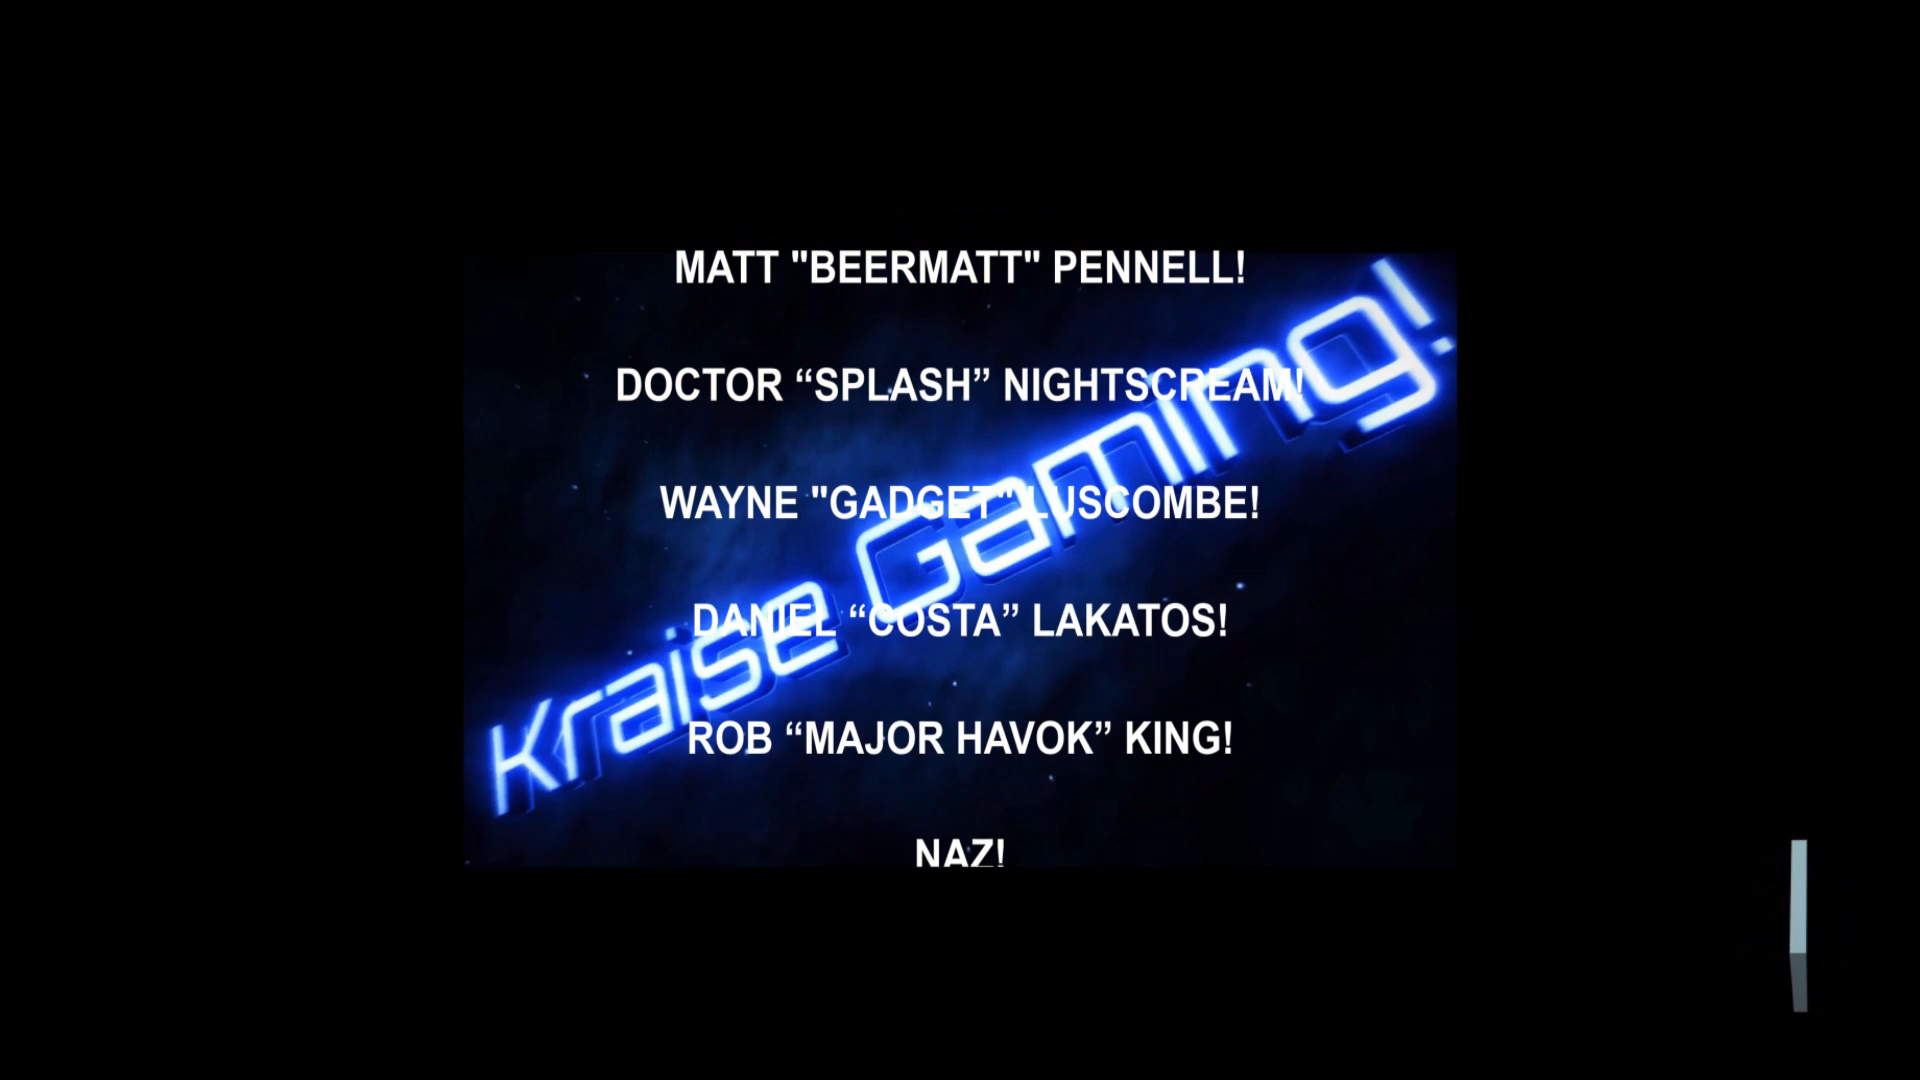 MATT "BEERMATT" PENNELL!
DOCTOR “SPLASH” NIGHTSCREAM!
WAYNE "GADGET" LUSCOMBE!
DANIEL “COSTA” LAKATOS!
ROB “MAJOR HAVOK” KING!
NAZ!
Kraise Gaming!